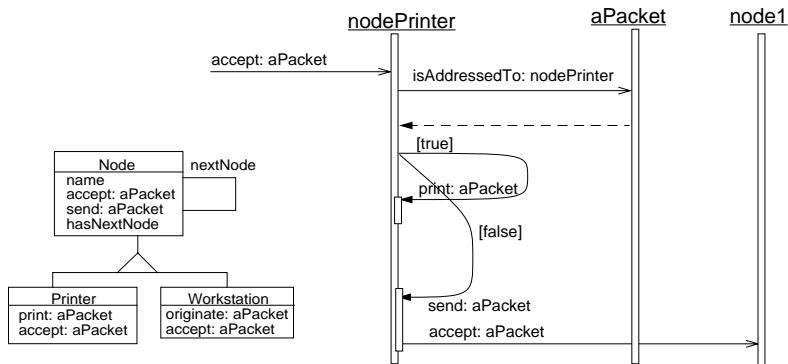 nodePrinter
aPacket
node1
accept: aPacket
isAddressedTo: nodePrinter
[true]
print: aPacket
[false]
send: aPacket
accept: aPacket
Node
nextNode
name
accept: aPacket
send: aPacket
hasNextNode
Printer
print: aPacket
accept: aPacket
Workstation
originate: aPacket
accept: aPacket